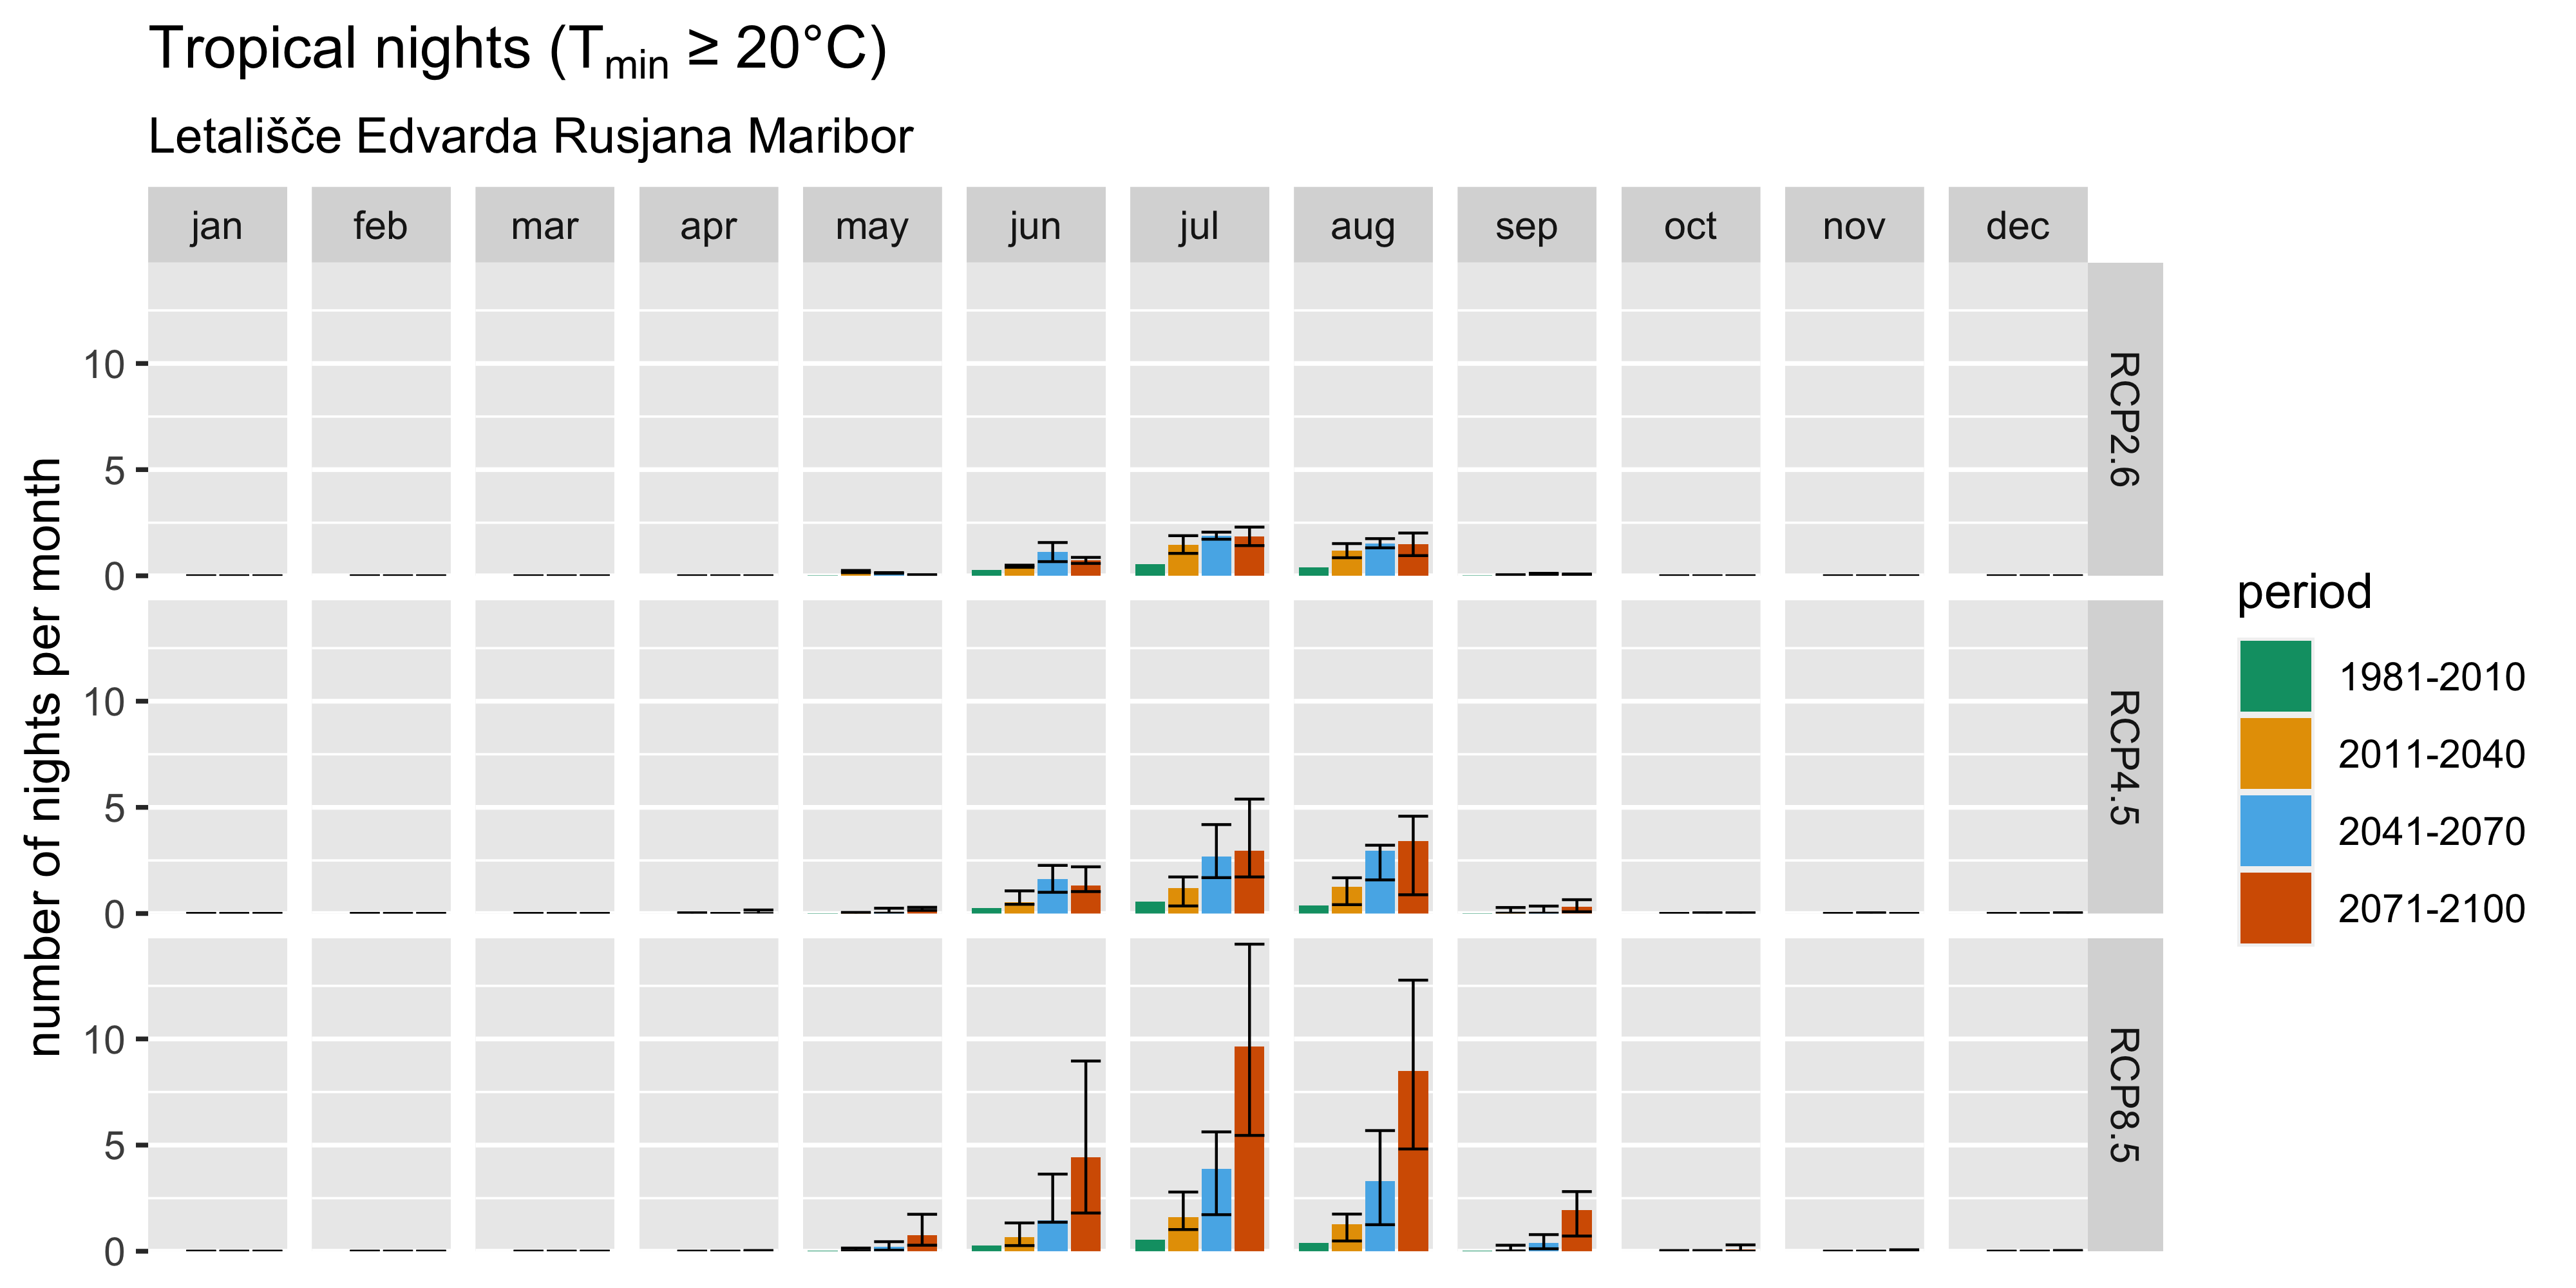 Tropical nights (Tmin ≥ 20°C)
Letališče Edvarda Rusjana Maribor
jan feb mar apr may jun jul aug sep oct nov dec
number of nights per month
10
5
0
RCP2.6
10
5
0
RCP4.5
10
5
0
RCP8.5
period
1981-2010
2011-2040
2041-2070
2071-2100